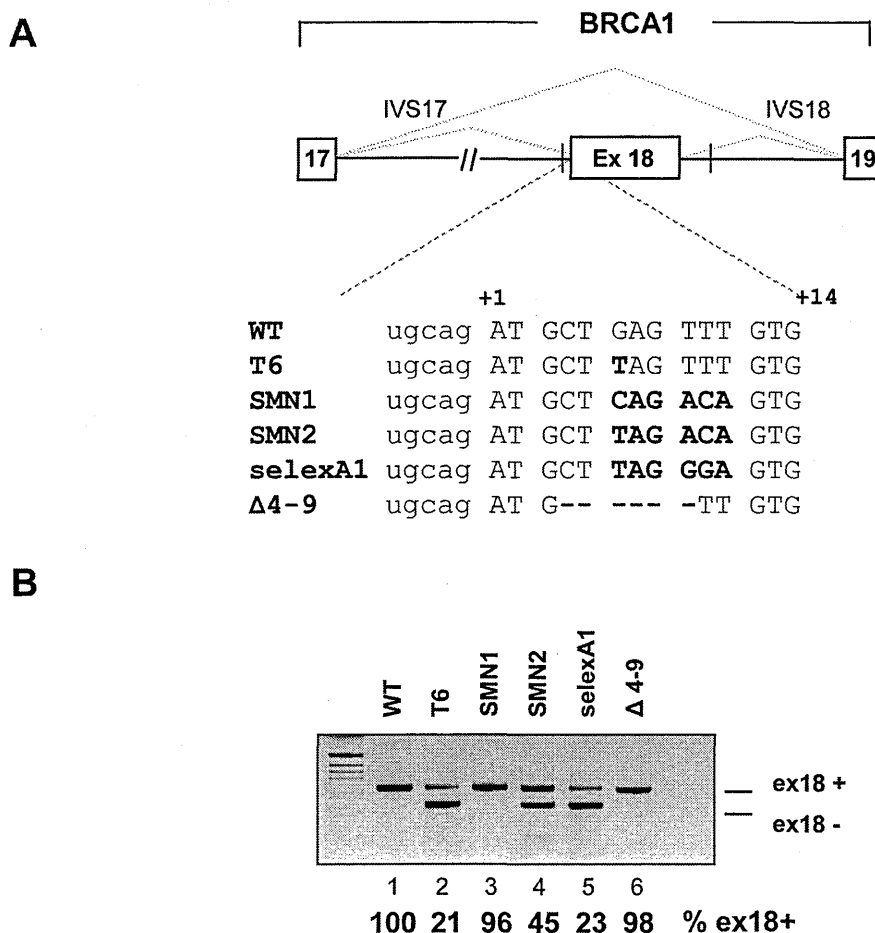 A
BRCA1
IVS17 IVS18
17 // Ex 18 19
+1 +14
WT ugcag AT GCT GAG TTT GTG
T6 ugcag AT GCT TAG TTT GTG
SMN1 ugcag AT GCT CAG ACA GTG
SMN2 ugcag AT GCT TAG ACA GTG
selexA1 ugcag AT GCT TAG GGA GTG
Δ4-9 ugcag AT G-- --- -TT GTG
B
WT T6 SMN1 SMN2 selexA1 Δ 4-9
ex18 +
ex18 -
1 2 3 4 5 6
100 21 96 45 23 98 % ex18+